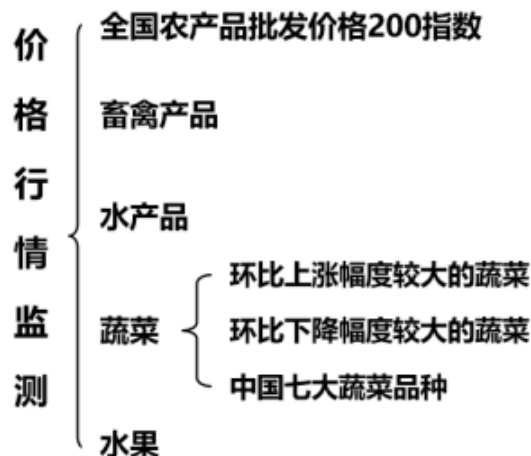 价格行情监测
全国农产品批发价格200指数
畜禽产品
水产品
蔬菜
环比上涨幅度较大的蔬菜
环比下降幅度较大的蔬菜
中国七大蔬菜品种
水果